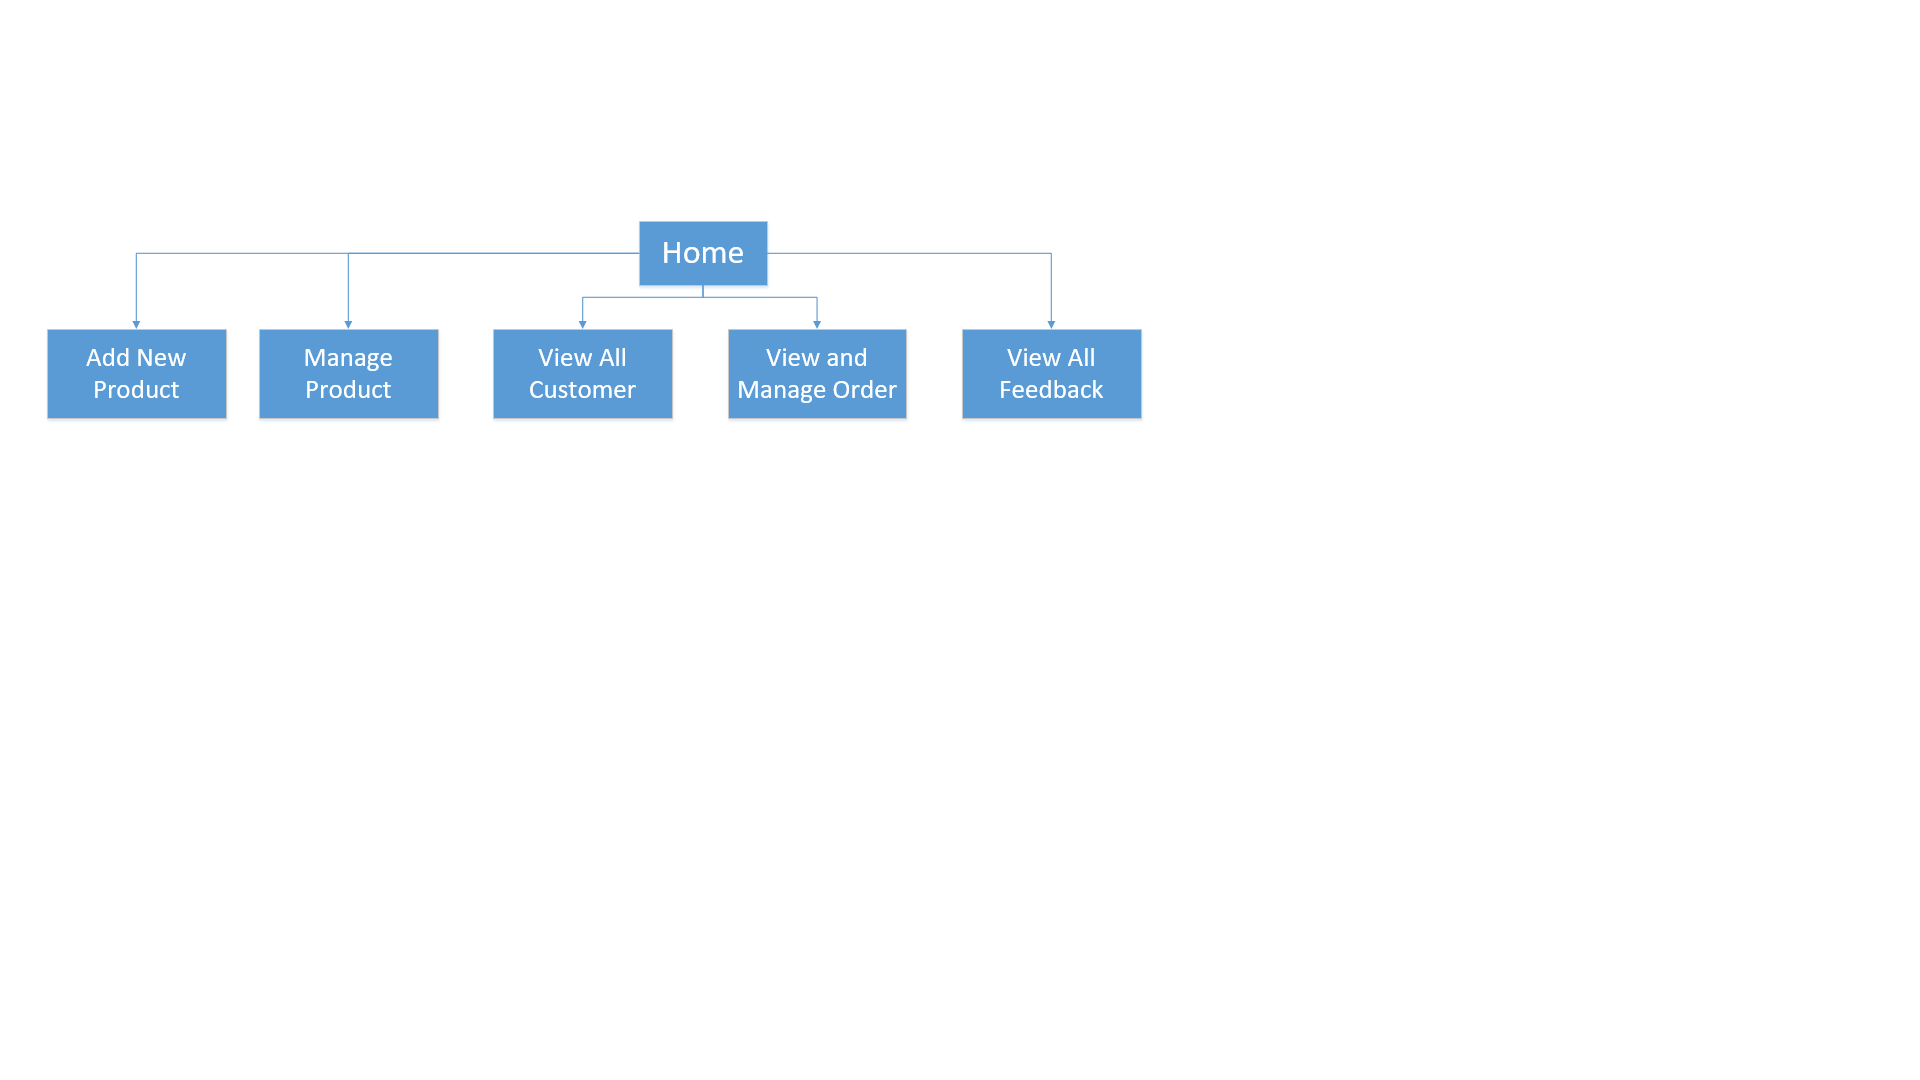 Home
Add New
Product
Manage
Product
View All
Customer
View and
Manage Order
View All
Feedback